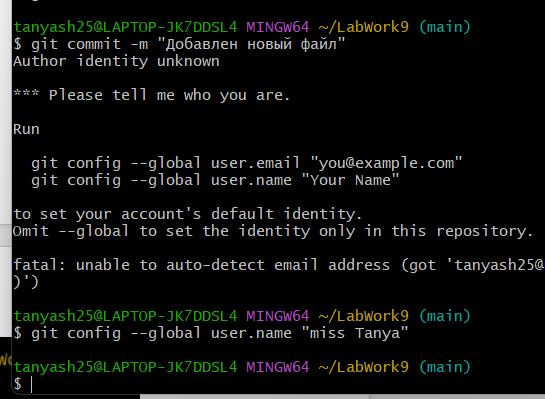 tanyash25@LAPTOP-JK7DDSL4 MINGW64 ~/LabWork9 (main)
$ git commit -m "Добавлен новый файл"
Author identity unknown
*** Please tell me who you are.
Run
git config --global user.email "you@example.com"
git config --global user.name "Your Name"
to set your account's default identity.
Omit --global to set the identity only in this repository.
fatal: unable to auto-detect email address (got 'tanyash25@
)')
tanyash25@LAPTOP-JK7DDSL4 MINGW64 ~/LabWork9 (main)
$ git config --global user.name "miss Tanya"
tanyash25@LAPTOP-JK7DDSL4 MINGW64 ~/LabWork9 (main)
$